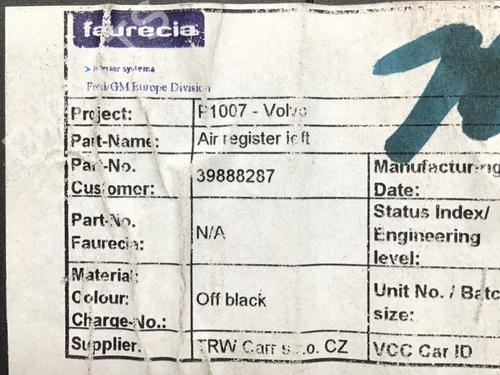 faurecia
> interior systems
Ford/GM Europe Division
Project: P1007 - Volvo
Part-Name: Air register left
Part-No. Customer: 39888287
Manufacturing Date:
Part-No. Faurecia: N/A
Status Index/ Engineering level:
Material:
Colour: Off black
Charge-No.:
Unit No. / Batc size:
Supplier: TRW Carr s.r.o. CZ
VCC Car ID